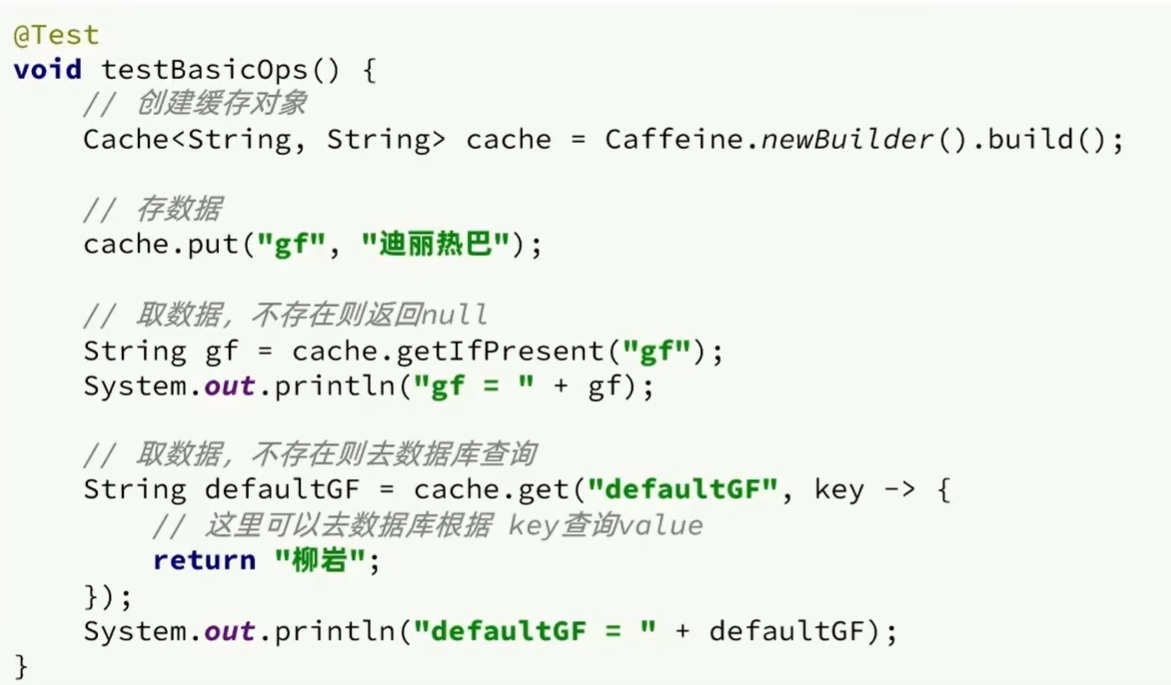 @Test
void testBasicOps() {
    // 创建缓存对象
    Cache<String, String> cache = Caffeine.newBuilder().build();
    // 存数据
    cache.put("gf", "迪丽热巴");
    // 取数据，不存在则返回null
    String gf = cache.getIfPresent("gf");
    System.out.println("gf = " + gf);
    // 取数据，不存在则去数据库查询
    String defaultGF = cache.get("defaultGF", key -> {
        // 这里可以去数据库根据 key查询value
        return "柳岩";
    });
    System.out.println("defaultGF = " + defaultGF);
}